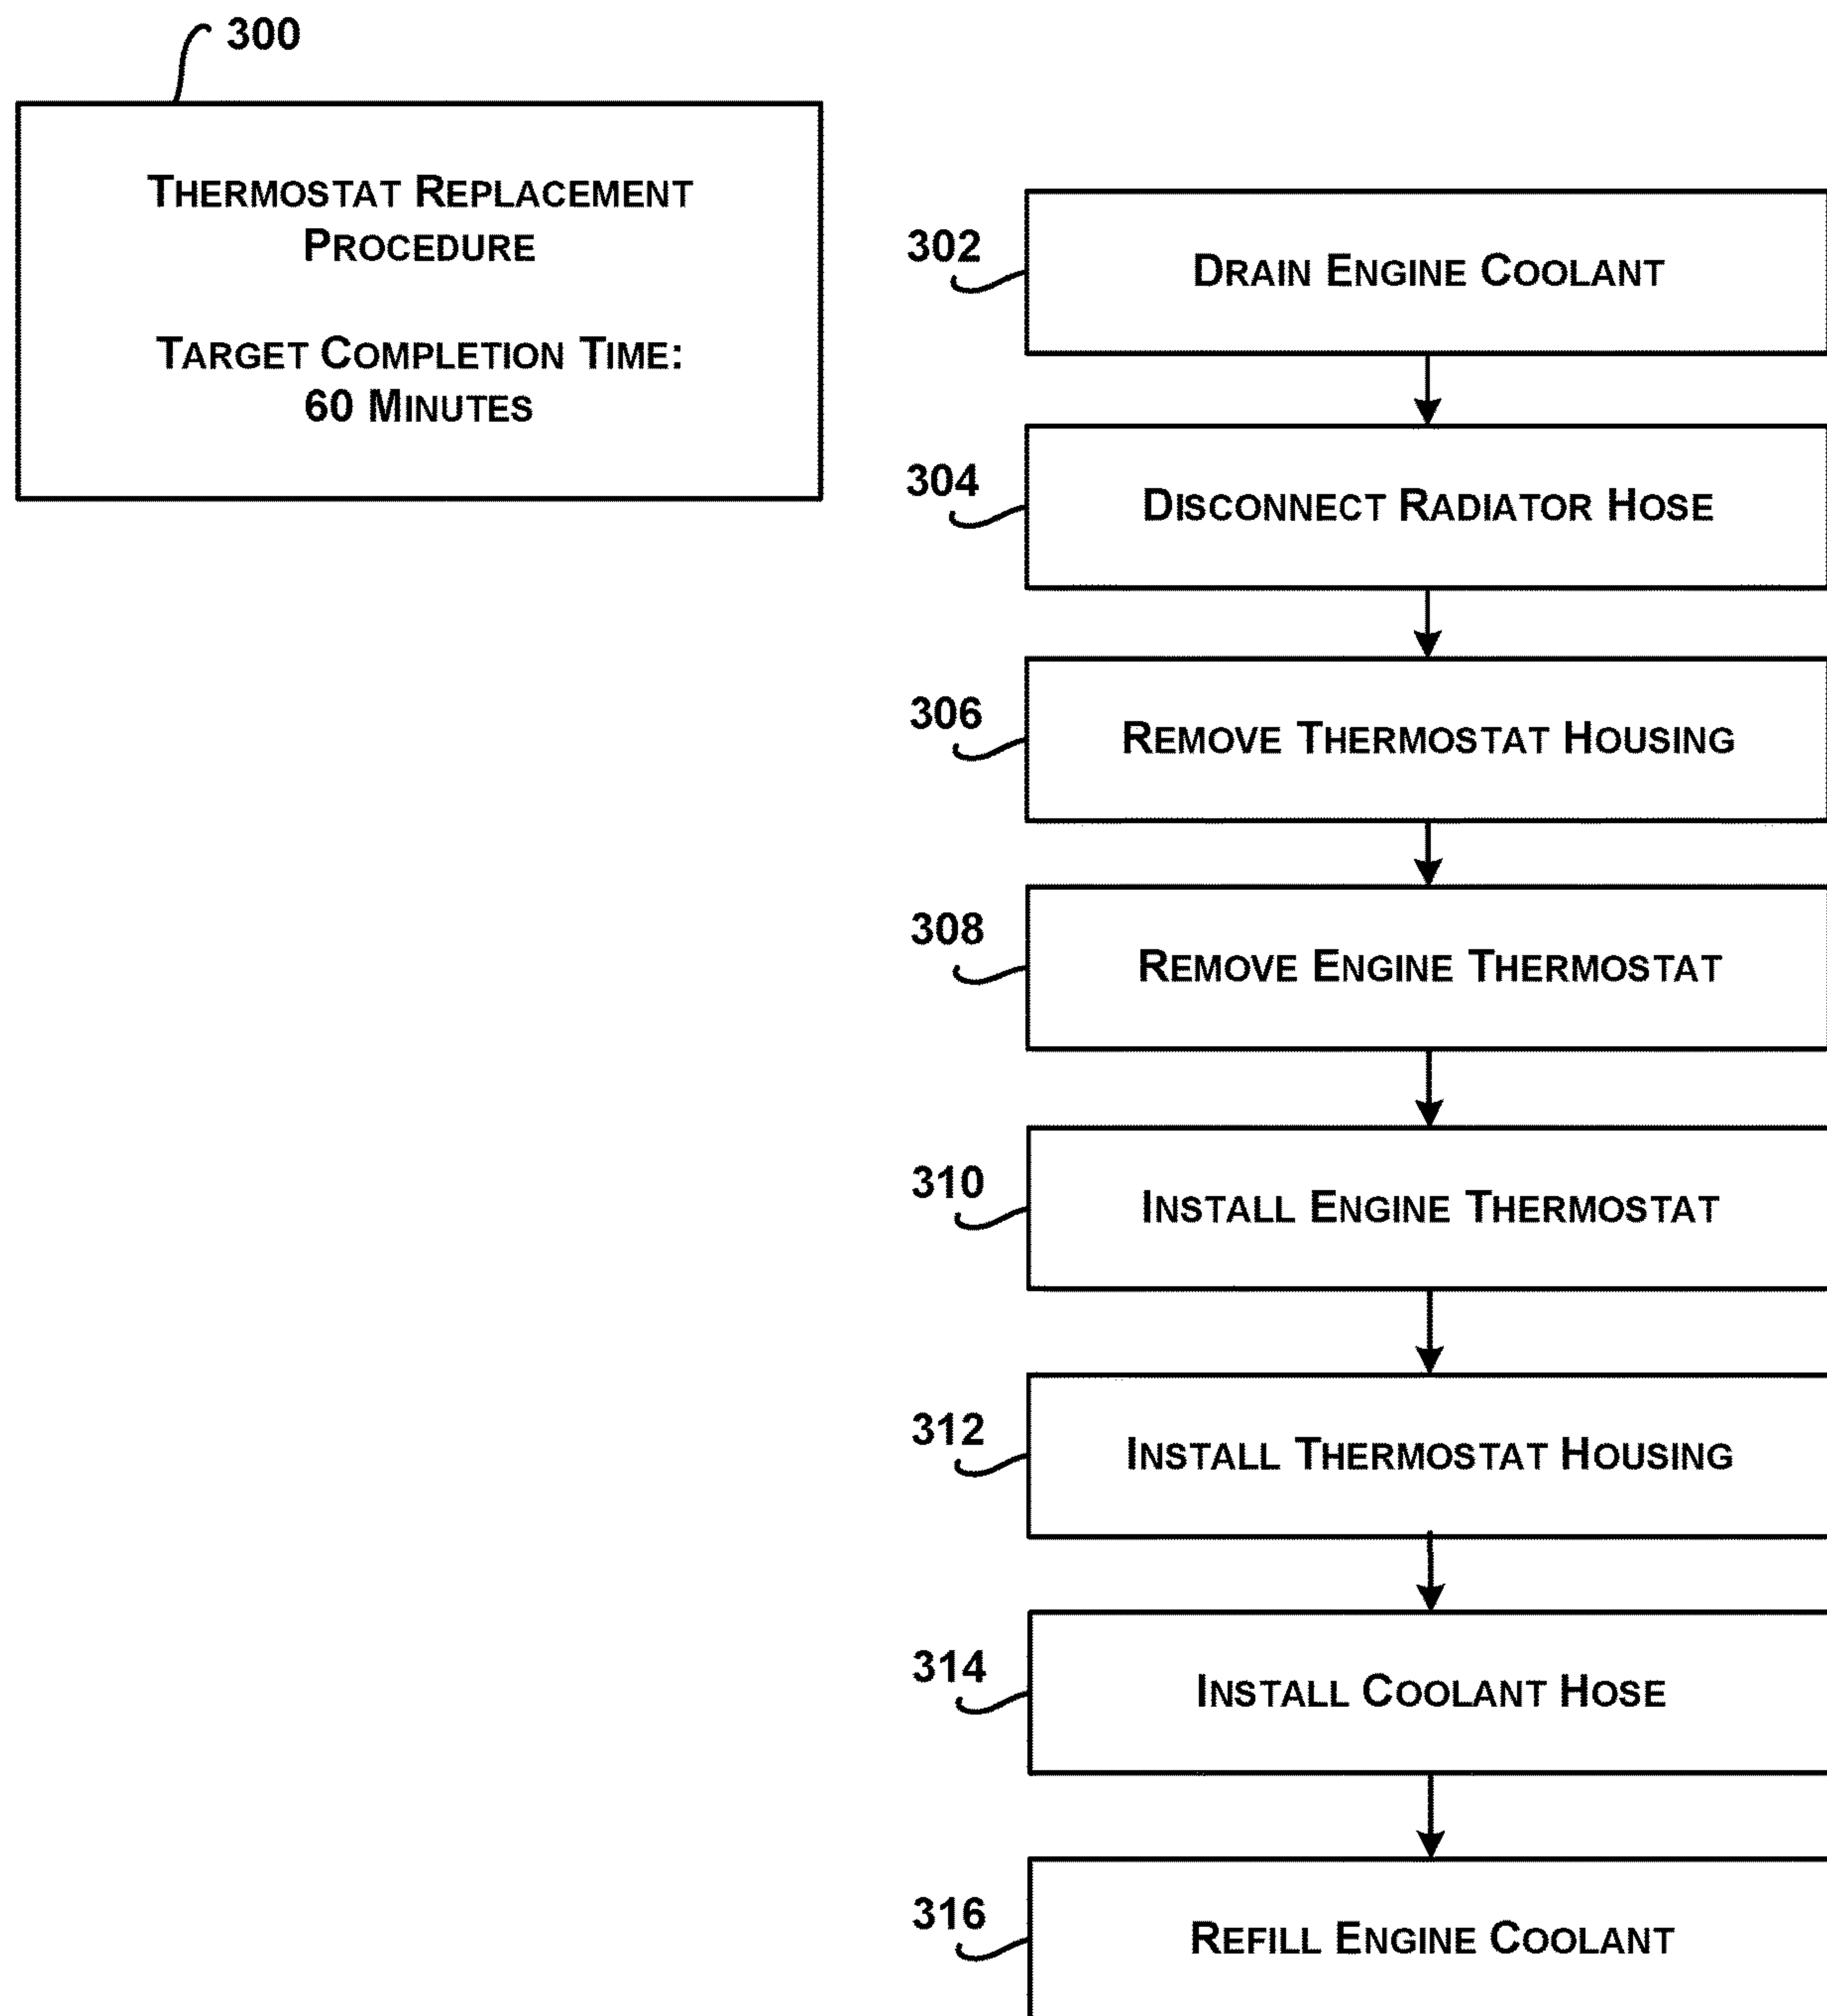 300
THERMOSTAT REPLACEMENT
PROCEDURE
TARGET COMPLETION TIME:
60 MINUTES
302
DRAIN ENGINE COOLANT
304
DISCONNECT RADIATOR HOSE
306
REMOVE THERMOSTAT HOUSING
308
REMOVE ENGINE THERMOSTAT
310
INSTALL ENGINE THERMOSTAT
312
INSTALL THERMOSTAT HOUSING
314
INSTALL COOLANT HOSE
316
REFILL ENGINE COOLANT